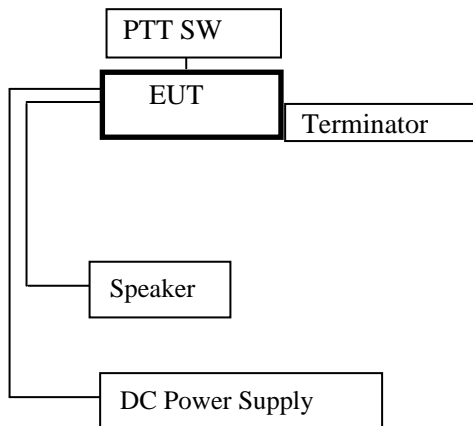 PTT SW
EUT
Terminator
Speaker
DC Power Supply